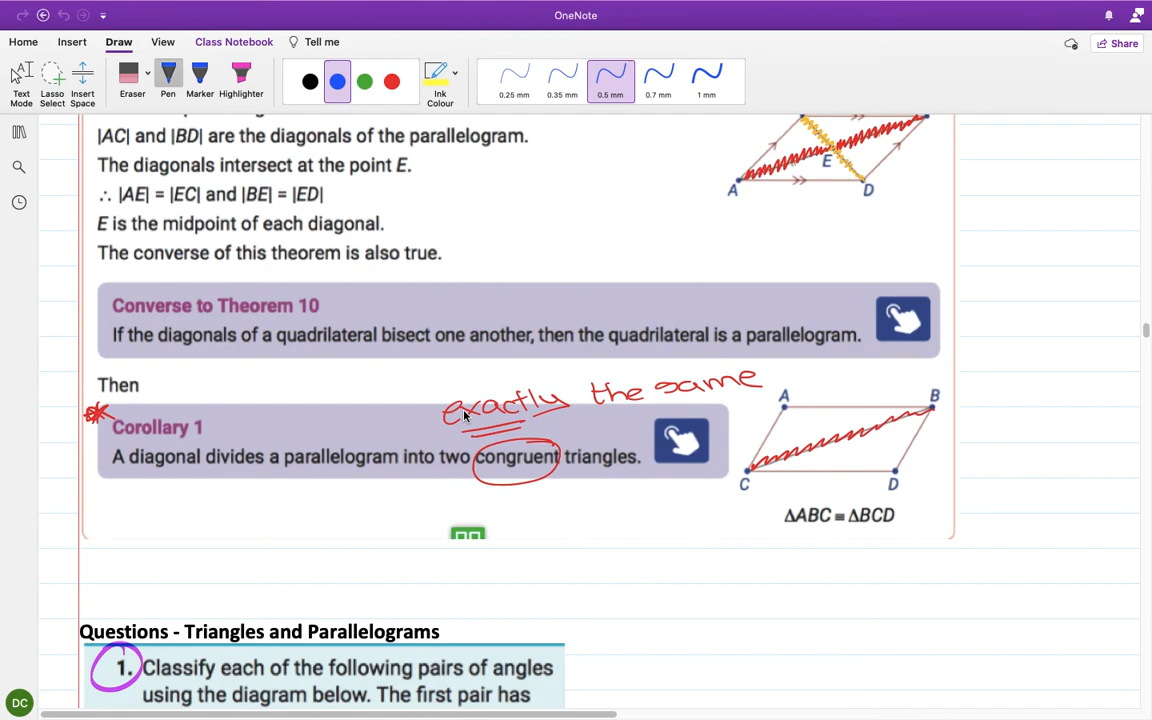 OneNote
Home Insert Draw View Class Notebook Tell me Share
Text Mode Lasso Select Insert Space Eraser Pen Marker Highlighter Ink Colour 0.25 mm 0.35 mm 0.5 mm 0.7 mm 1 mm
|AC| and |BD| are the diagonals of the parallelogram.
The diagonals intersect at the point E.
∴ |AE| = |EC| and |BE| = |ED|
E is the midpoint of each diagonal.
The converse of this theorem is also true.
E
A D
Converse to Theorem 10
If the diagonals of a quadrilateral bisect one another, then the quadrilateral is a parallelogram.
Then
exactly the same
Corollary 1
A diagonal divides a parallelogram into two congruent triangles.
A B
C D
ΔABC ≡ ΔBCD
Questions - Triangles and Parallelograms
1. Classify each of the following pairs of angles
using the diagram below. The first pair has
DC